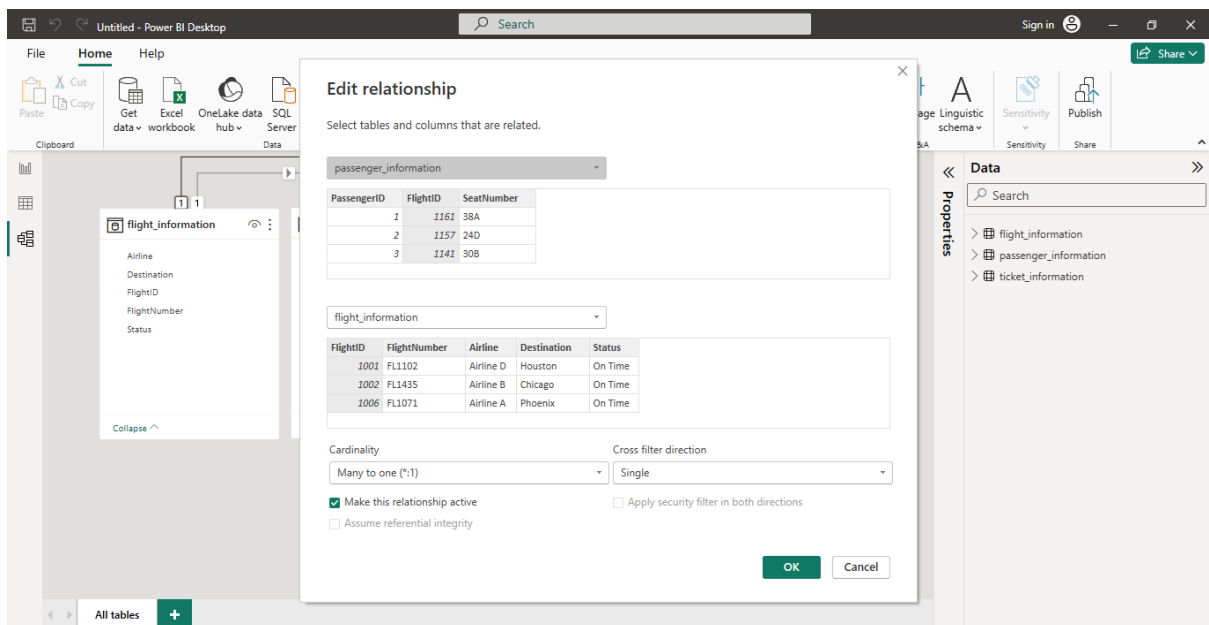 Untitled - Power BI Desktop
Search
Sign in
File Home Help
Share
Paste
Cut
Copy
Get data
Excel workbook
OneLake data hub
SQL Server
Linguistic schema
Sensitivity
Publish
Clipboard
Data
Sensitivity
Share
1 1
flight_information
Airline
Destination
FlightID
FlightNumber
Status
Collapse
Edit relationship
Select tables and columns that are related.
passenger_information
PassengerID FlightID SeatNumber
1 1161 38A
2 1157 24D
3 1141 30B
flight_information
FlightID FlightNumber Airline Destination Status
1001 FL1102 Airline D Houston On Time
1002 FL1435 Airline B Chicago On Time
1006 FL1071 Airline A Phoenix On Time
Cardinality Cross filter direction
Many to one (*:1) Single
Make this relationship active Apply security filter in both directions
Assume referential integrity
OK Cancel
Properties
Data
Search
flight_information
passenger_information
ticket_information
All tables +